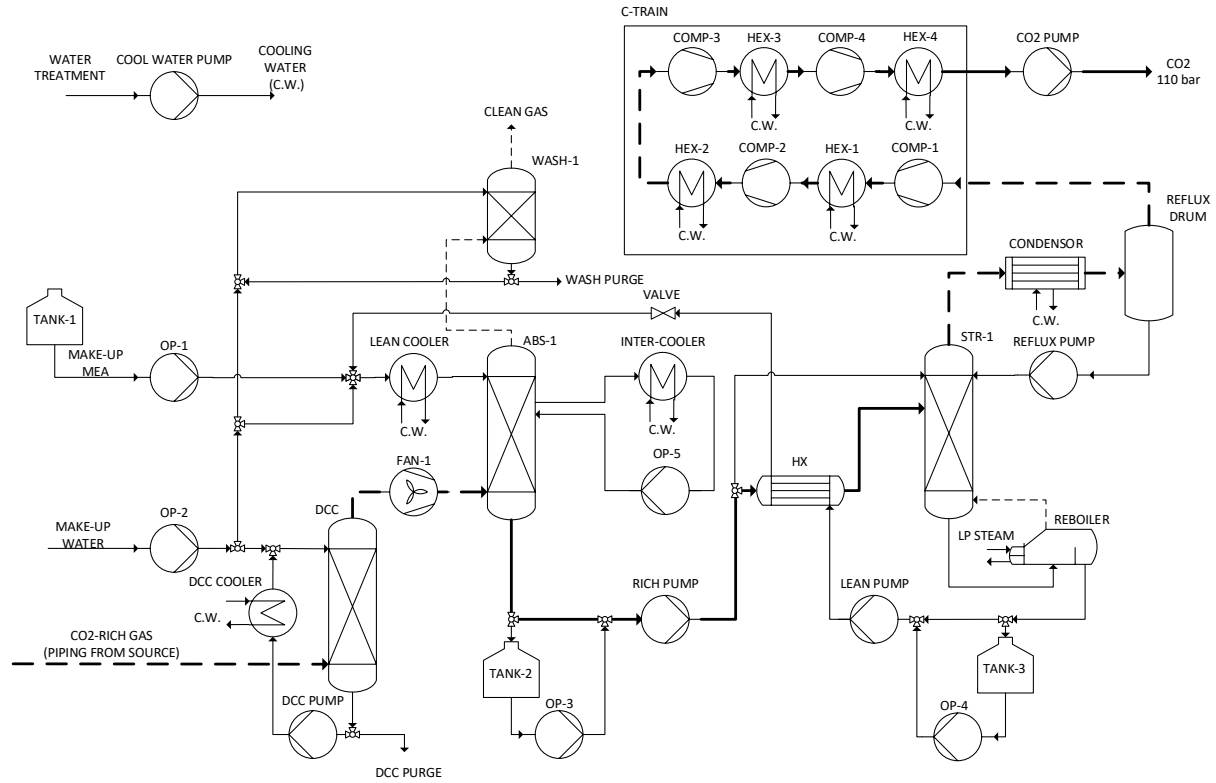 C-TRAIN
COMP-3
HEX-3
COMP-4
HEX-4
CO2 PUMP
CO2
110 bar
C.W.
C.W.
WATER
TREATMENT
COOL WATER PUMP
COOLING
WATER
(C.W.)
CLEAN GAS
WASH-1
HEX-2
COMP-2
HEX-1
COMP-1
C.W.
C.W.
REFLUX
DRUM
CONDENSOR
C.W.
WASH PURGE
VALVE
TANK-1
MAKE-UP
MEA
OP-1
LEAN COOLER
C.W.
ABS-1
INTER-COOLER
C.W.
STR-1
REFLUX PUMP
OP-5
FAN-1
HX
MAKE-UP
WATER
OP-2
DCC
DCC COOLER
C.W.
LP STEAM
REBOILER
RICH PUMP
LEAN PUMP
CO2-RICH GAS
(PIPING FROM SOURCE)
TANK-2
TANK-3
DCC PUMP
OP-3
OP-4
DCC PURGE